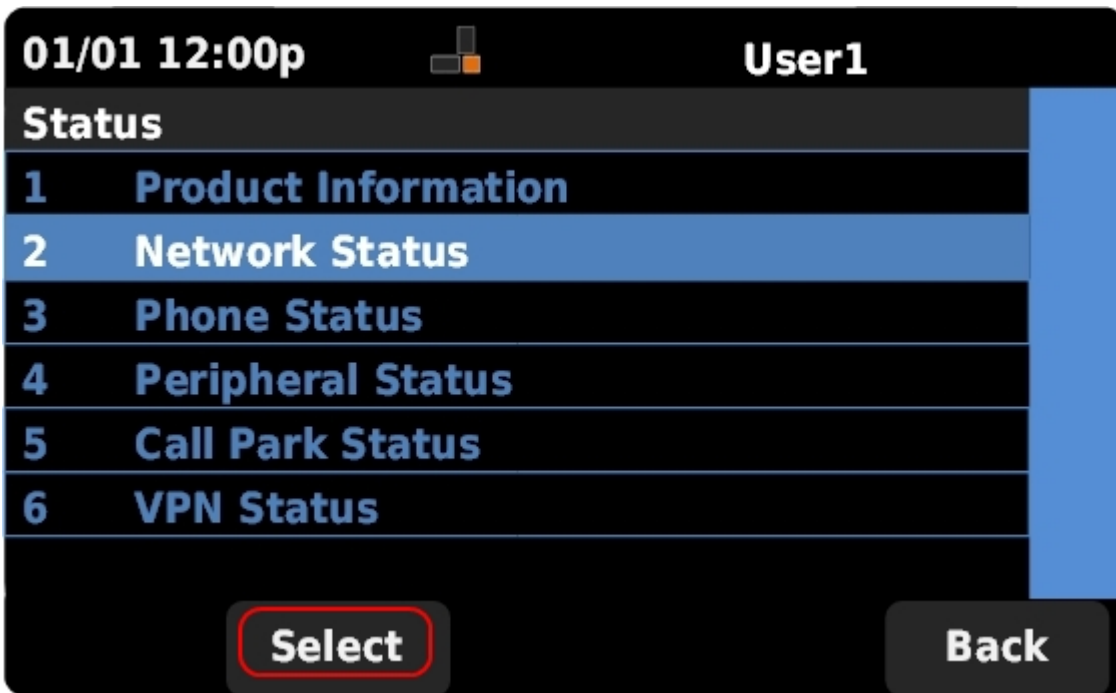 01/01 12:00p User1
Status
1 Product Information
2 Network Status
3 Phone Status
4 Peripheral Status
5 Call Park Status
6 VPN Status
Select Back